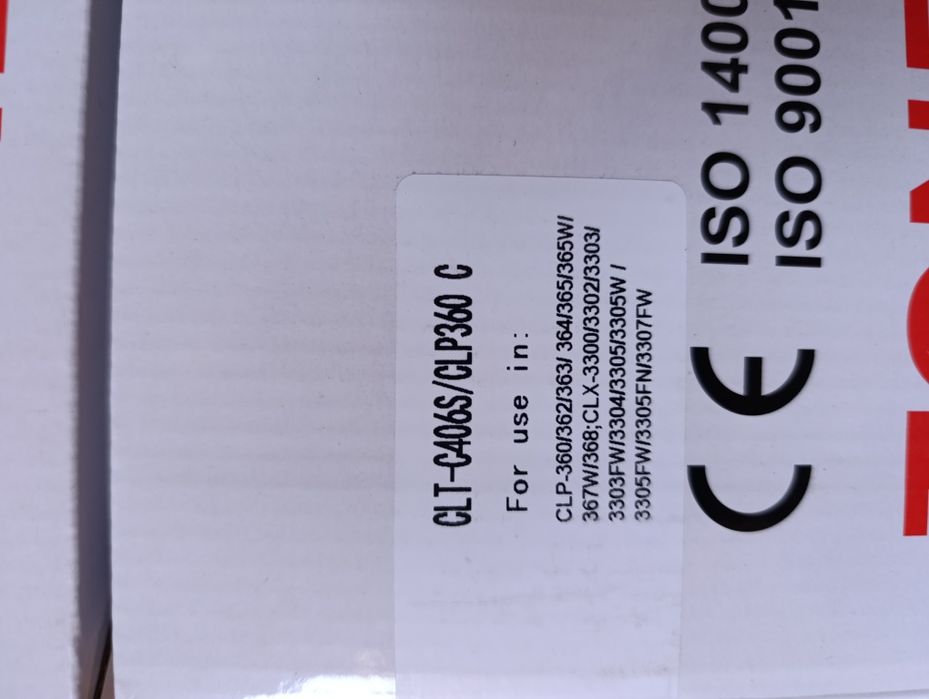 CLT-C406S/CLP360 C
For use in:
CLP-360/362/363/ 364/365/365W/
367W/368;CLX-3300/3302/3303/
3303FW/3304/3305/3305W /
3305FW/3305FN/3307FW
ISO 1400
ISO 9001
CE